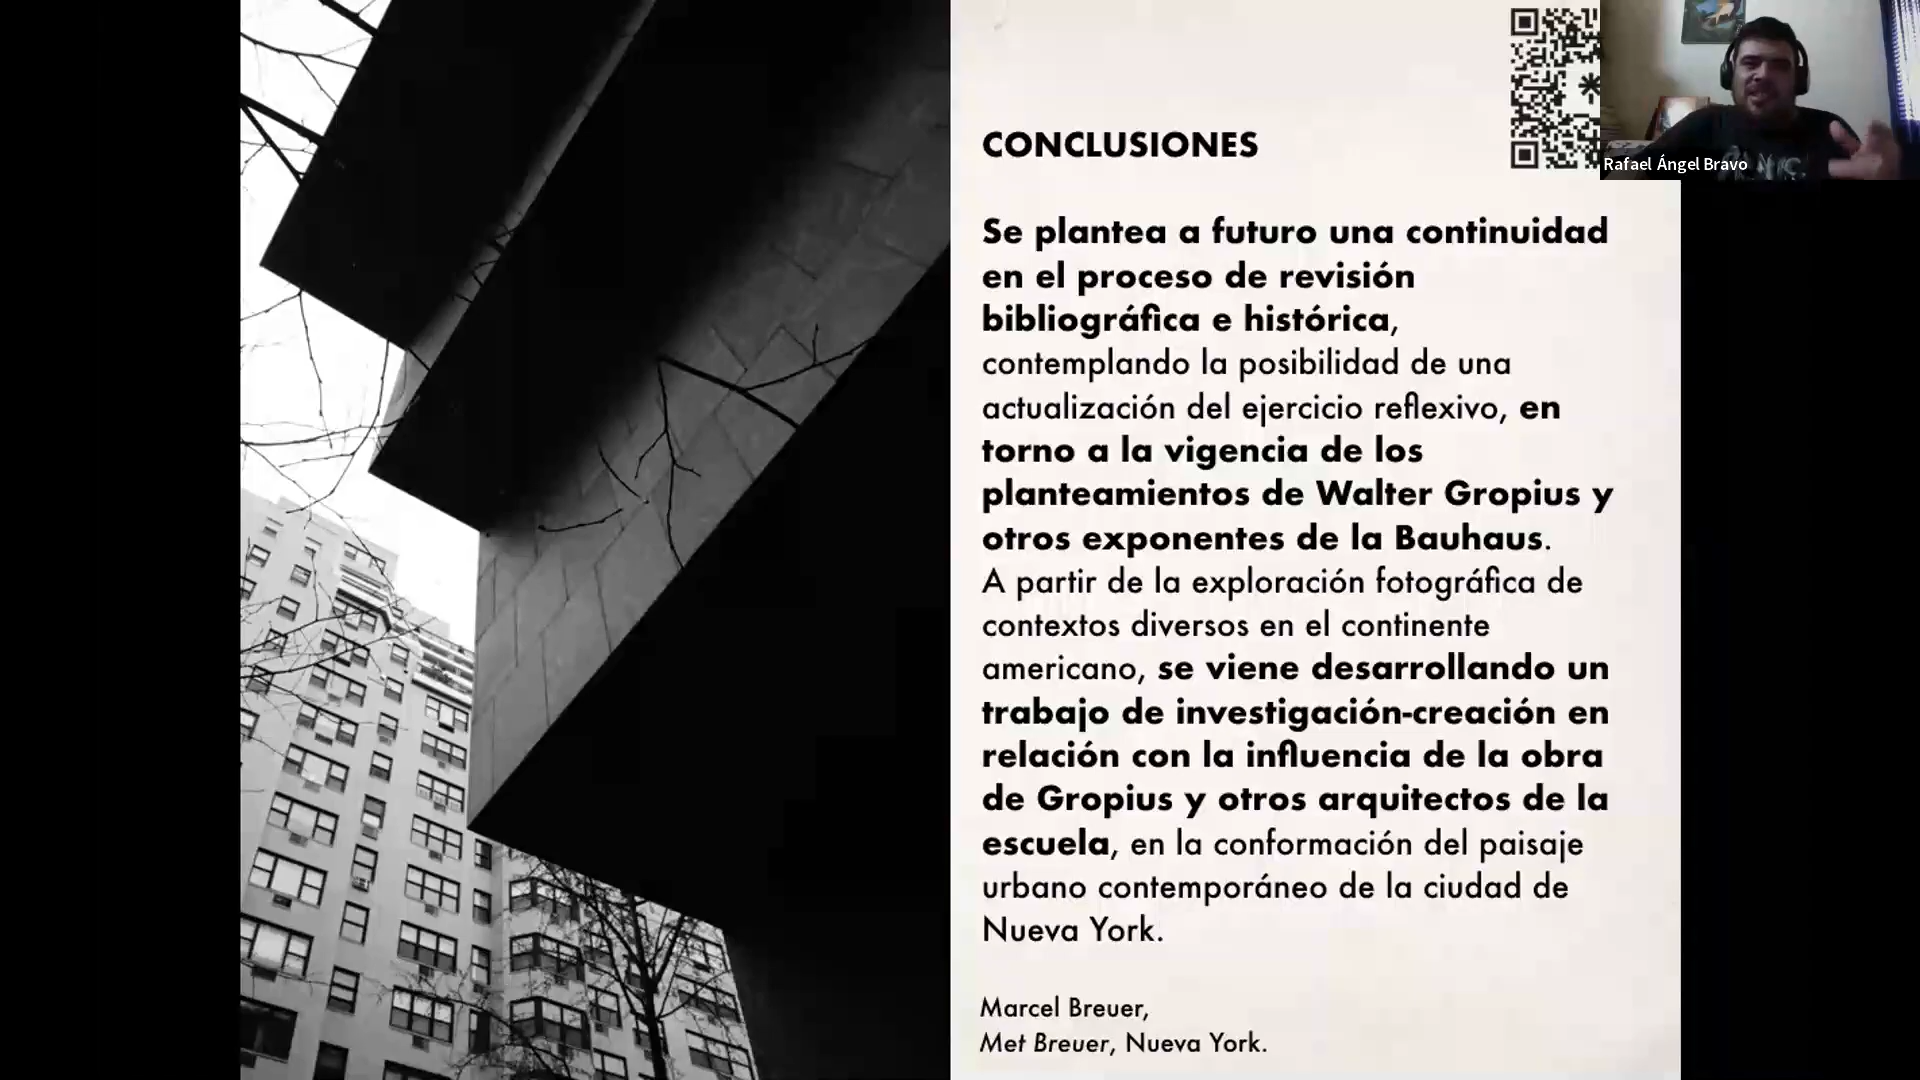 CONCLUSIONES
Rafael Ángel Bravo
Se plantea a futuro una continuidad
en el proceso de revisión
bibliográfica e histórica,
contemplando la posibilidad de una
actualización del ejercicio reflexivo, en
torno a la vigencia de los
planteamientos de Walter Gropius y
otros exponentes de la Bauhaus.
A partir de la exploración fotográfica de
contextos diversos en el continente
americano, se viene desarrollando un
trabajo de investigación-creación en
relación con la influencia de la obra
de Gropius y otros arquitectos de la
escuela, en la conformación del paisaje
urbano contemporáneo de la ciudad de
Nueva York.
Marcel Breuer,
Met Breuer, Nueva York.